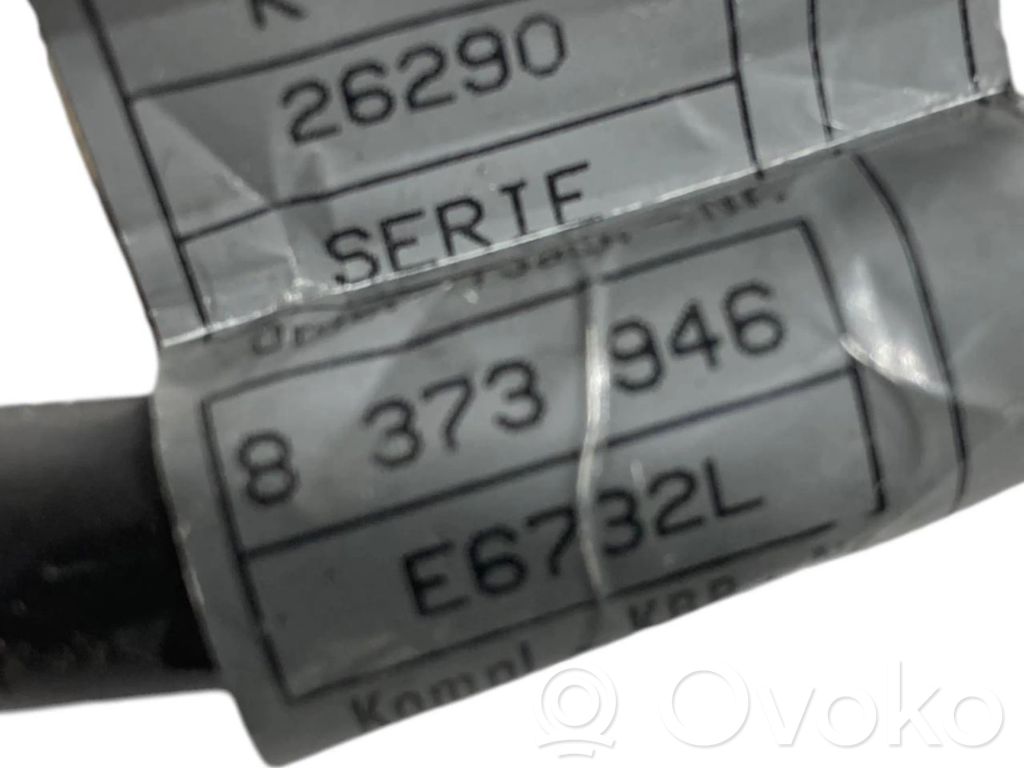 K
26290
SERIE
8 373 946
E6732L
Kompl.
Ovoko